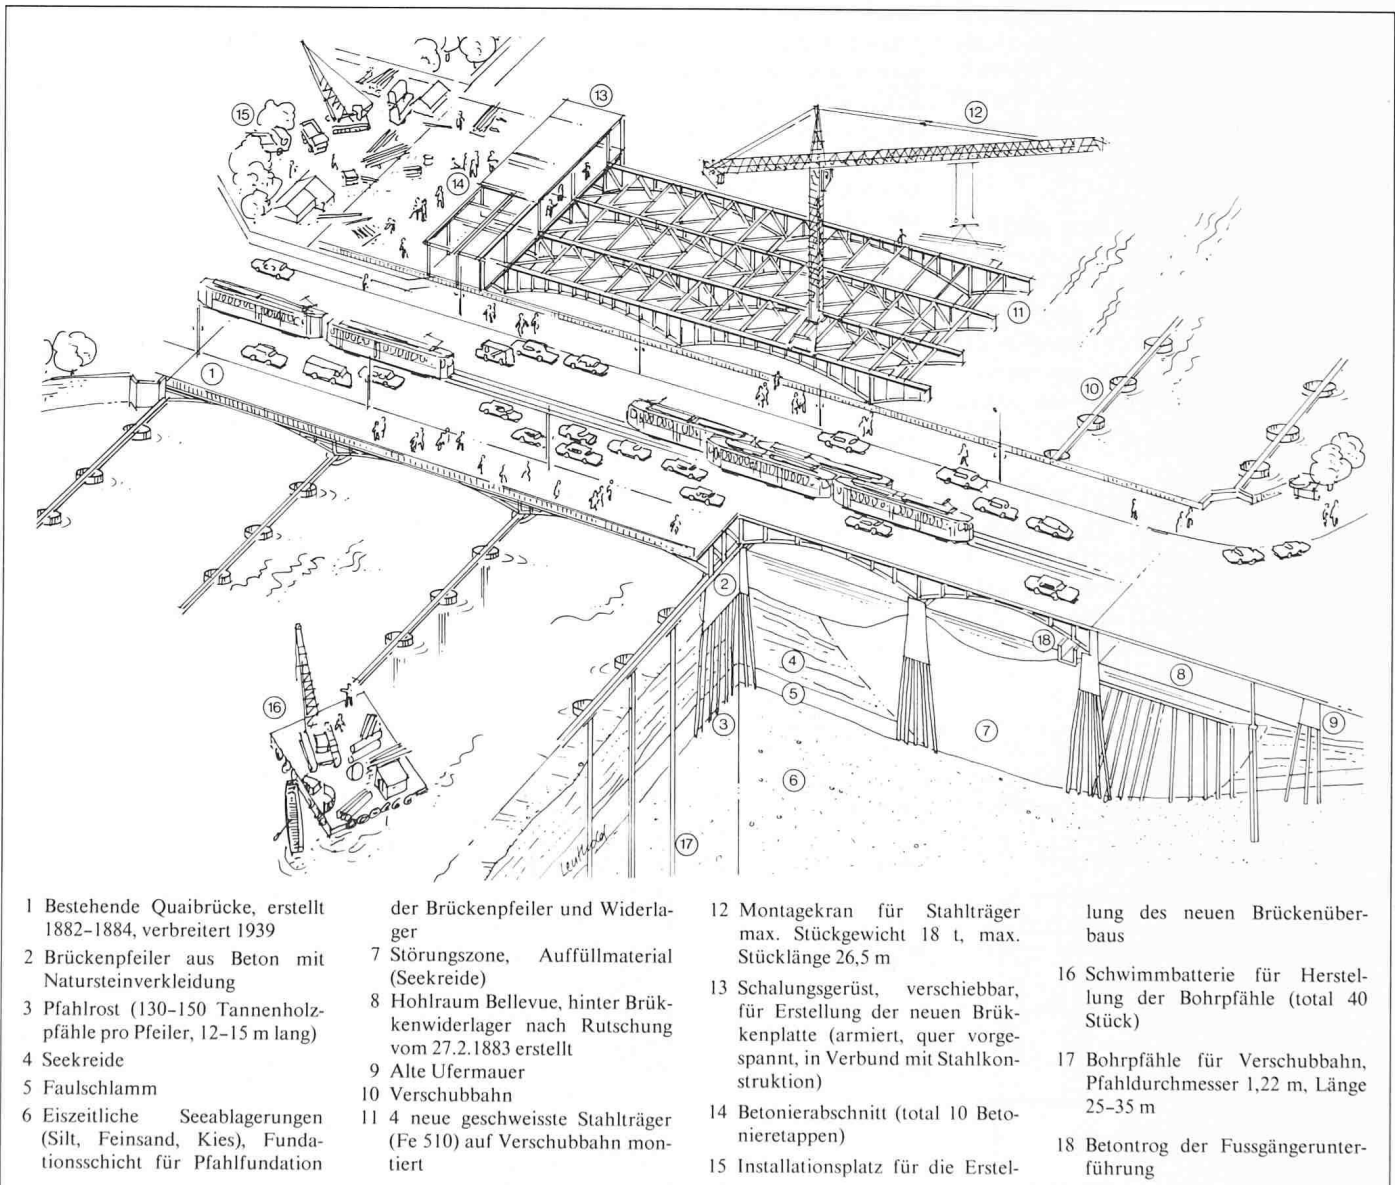 13
12
15
14
11
1
10
2
18
4
8
5
16
3
7
9
6
17
1 Bestehende Quaibrücke, erstellt
1882–1884, verbreitert 1939
2 Brückenpfeiler aus Beton mit
Natursteinverkleidung
3 Pfahlrost (130–150 Tannenholz-
pfähle pro Pfeiler, 12–15 m lang)
4 Seekreide
5 Faulschlamm
6 Eiszeitliche Seeablagerungen
(Silt, Feinsand, Kies), Funda-
tionsschicht für Pfahlfundation
der Brückenpfeiler und Widerla-
ger
7 Störungszone, Auffüllmaterial
(Seekreide)
8 Hohlraum Bellevue, hinter Brük-
kenwiderlager nach Rutschung
vom 27.2.1883 erstellt
9 Alte Ufermauer
10 Verschubbahn
11 4 neue geschweisste Stahlträger
(Fe 510) auf Verschubbahn mon-
tiert
12 Montagekran für Stahlträger
max. Stückgewicht 18 t, max.
Stücklänge 26,5 m
13 Schalungsgerüst, verschiebbar,
für Erstellung der neuen Brük-
kenplatte (armiert, quer vorge-
spannt, in Verbund mit Stahlkon-
struktion)
14 Betonierabschnitt (total 10 Beto-
nieretappen)
15 Installationsplatz für die Erstel-
lung des neuen Brückenüber-
baus
16 Schwimmbatterie für Herstel-
lung der Bohrpfähle (total 40
Stück)
17 Bohrpfähle für Verschubbahn,
Pfahldurchmesser 1,22 m, Länge
25–35 m
18 Betontrog der Fussgängerunter-
führung